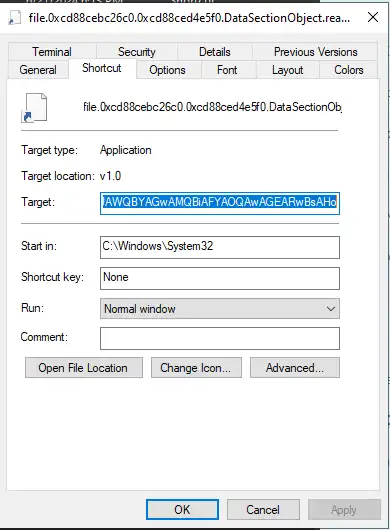 file.0xcd88cebc26c0.0xcd88ced4e5f0.DataSectionObject.rea...
Terminal Security Details Previous Versions
General Shortcut Options Font Layout Colors
file.0xcd88cebc26c0.0xcd88ced4e5f0.DataSectionObj
Target type: Application
Target location: v1.0
Target: AWQBYAGwAMQBiAFYAOQAwAGEARwBsAHo
Start in: C:\Windows\System32
Shortcut key: None
Run: Normal window
Comment:
Open File Location Change Icon... Advanced...
OK Cancel Apply